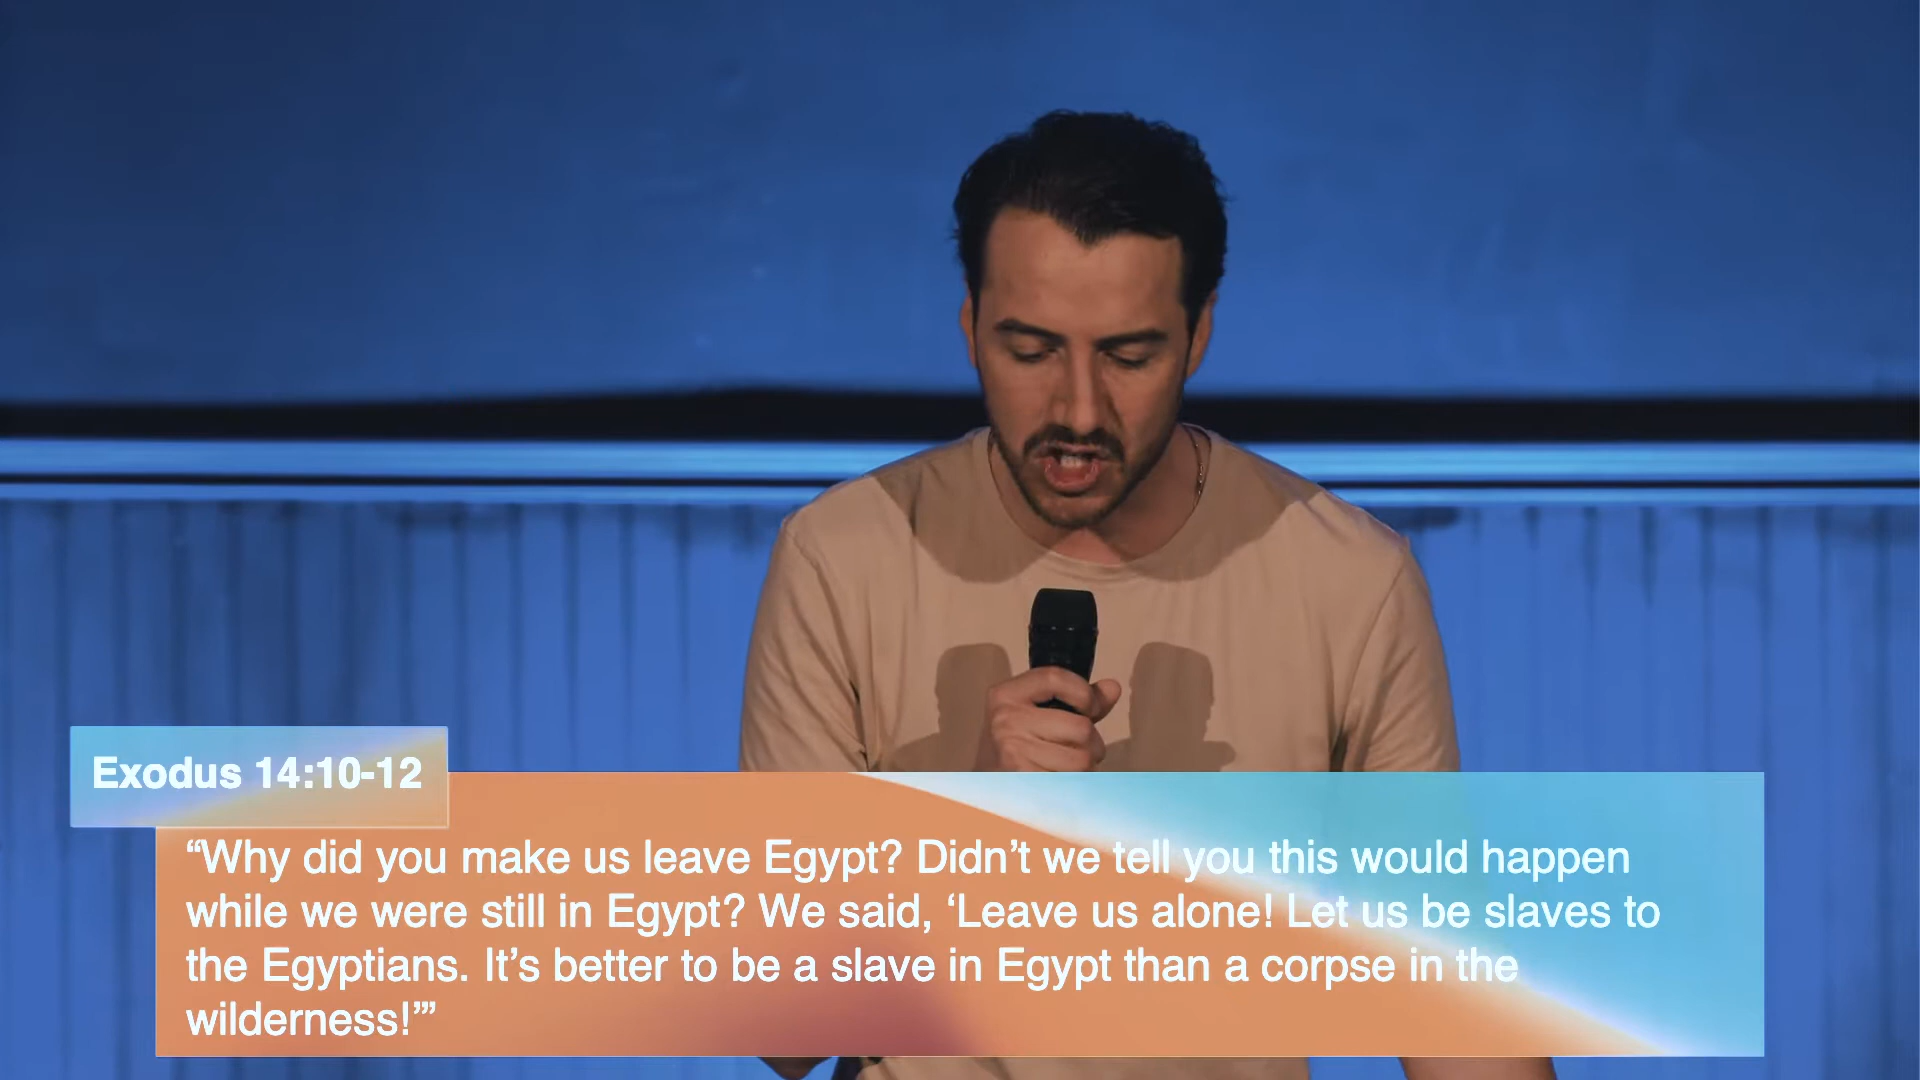 Exodus 14:10-12
“Why did you make us leave Egypt? Didn’t we tell you this would happen
while we were still in Egypt? We said, ‘Leave us alone! Let us be slaves to
the Egyptians. It’s better to be a slave in Egypt than a corpse in the
wilderness!’”